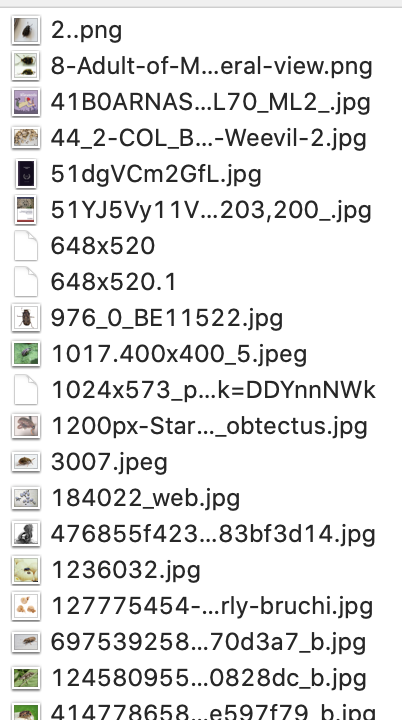 2..png
8-Adult-of-M...eral-view.png
41B0ARNAS...L70_ML2_.jpg
44_2-COL_B...-Weevil-2.jpg
51dgVCm2GfL.jpg
51YJ5Vy11V...203,200_.jpg
648x520
648x520.1
976_0_BE11522.jpg
1017.400x400_5.jpeg
1024x573_p...k=DDYnnNWk
1200px-Star..._obtectus.jpg
3007.jpeg
184022_web.jpg
476855f423...83bf3d14.jpg
1236032.jpg
127775454-...rly-bruchi.jpg
697539258...70d3a7_b.jpg
124580955...0828dc_b.jpg
414778658...e597f79_b.jpg